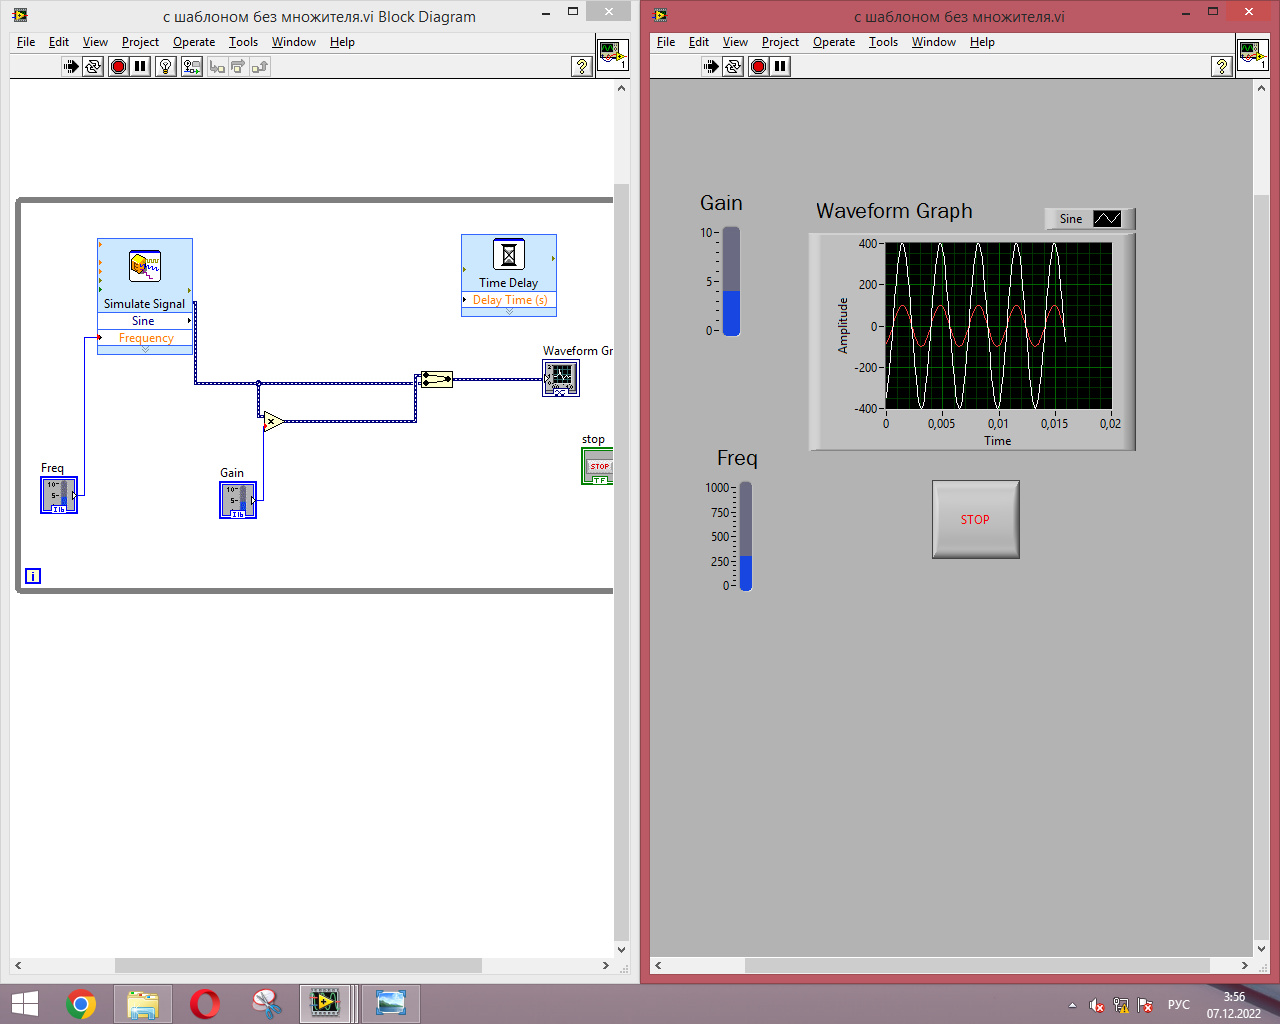 с шаблоном без множителя.vi Block Diagram
File Edit View Project Operate Tools Window Help
1
Simulate Signal
Sine
Frequency
Time Delay
Delay Time (s)
Waveform Gr
Freq
10
5
I16
Gain
10
5
I16
stop
STOP
TF
i
с шаблоном без множителя.vi
File Edit View Project Operate Tools Window Help
1
Gain
10
5
0
Waveform Graph
Sine
Amplitude
400
200
0
-200
-400
0 0,005 0,01 0,015 0,02
Time
Freq
1000
750
500
250
0
STOP
РУС
3:56
07.12.2022